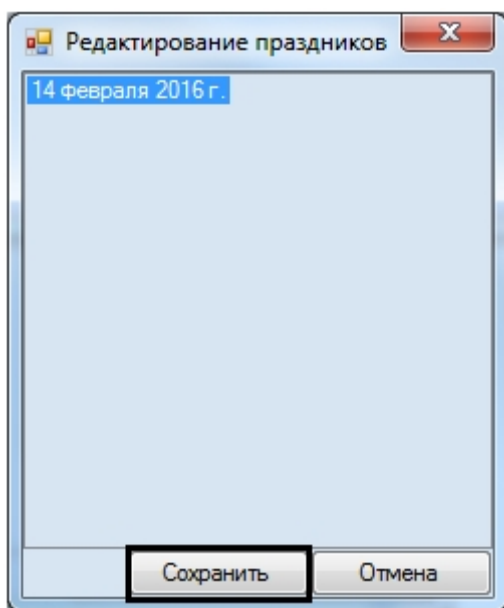 Редактирование праздников
14 февраля 2016 г.
Сохранить
Отмена